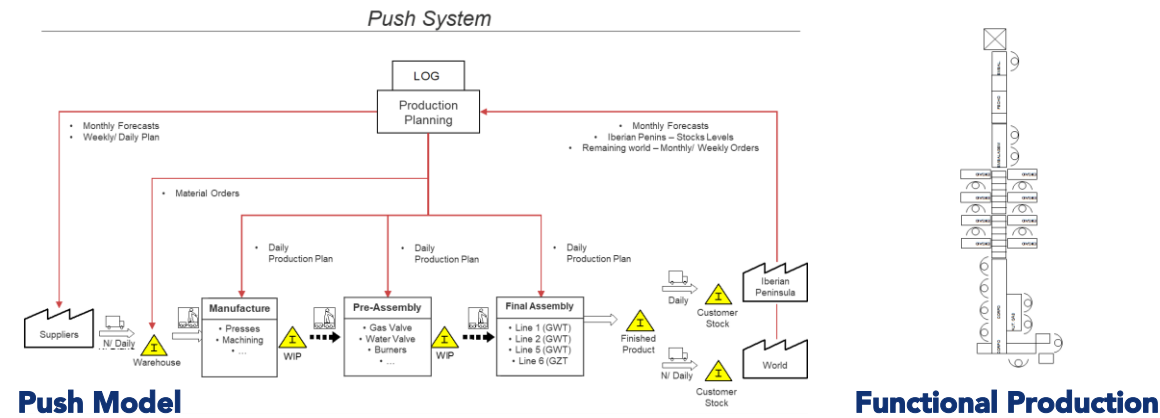 Push System
LOG
Production
Planning
• Monthly Forecasts
• Weekly/ Daily Plan
• Monthly Forecasts
• Iberian Penins – Stocks Levels
• Remaining world – Monthly/ Weekly Orders
• Material Orders
• Daily
Production Plan
• Daily
Production Plan
• Daily
Production Plan
Suppliers
N/ Daily
I
Warehouse
Manufacture
• Presses
• Machining
• ...
I
WIP
Pre-Assembly
• Gas Valve
• Water Valve
• Burners
• ...
I
WIP
Final Assembly
• Line 1 (GWT)
• Line 2 (GWT)
• Line 5 (GWT)
• Line 6 (GZT
I
Finished
Product
Daily
I
Customer
Stock
Iberian
Peninsula
N/ Daily
I
Customer
Stock
World
Push Model
Functional Production